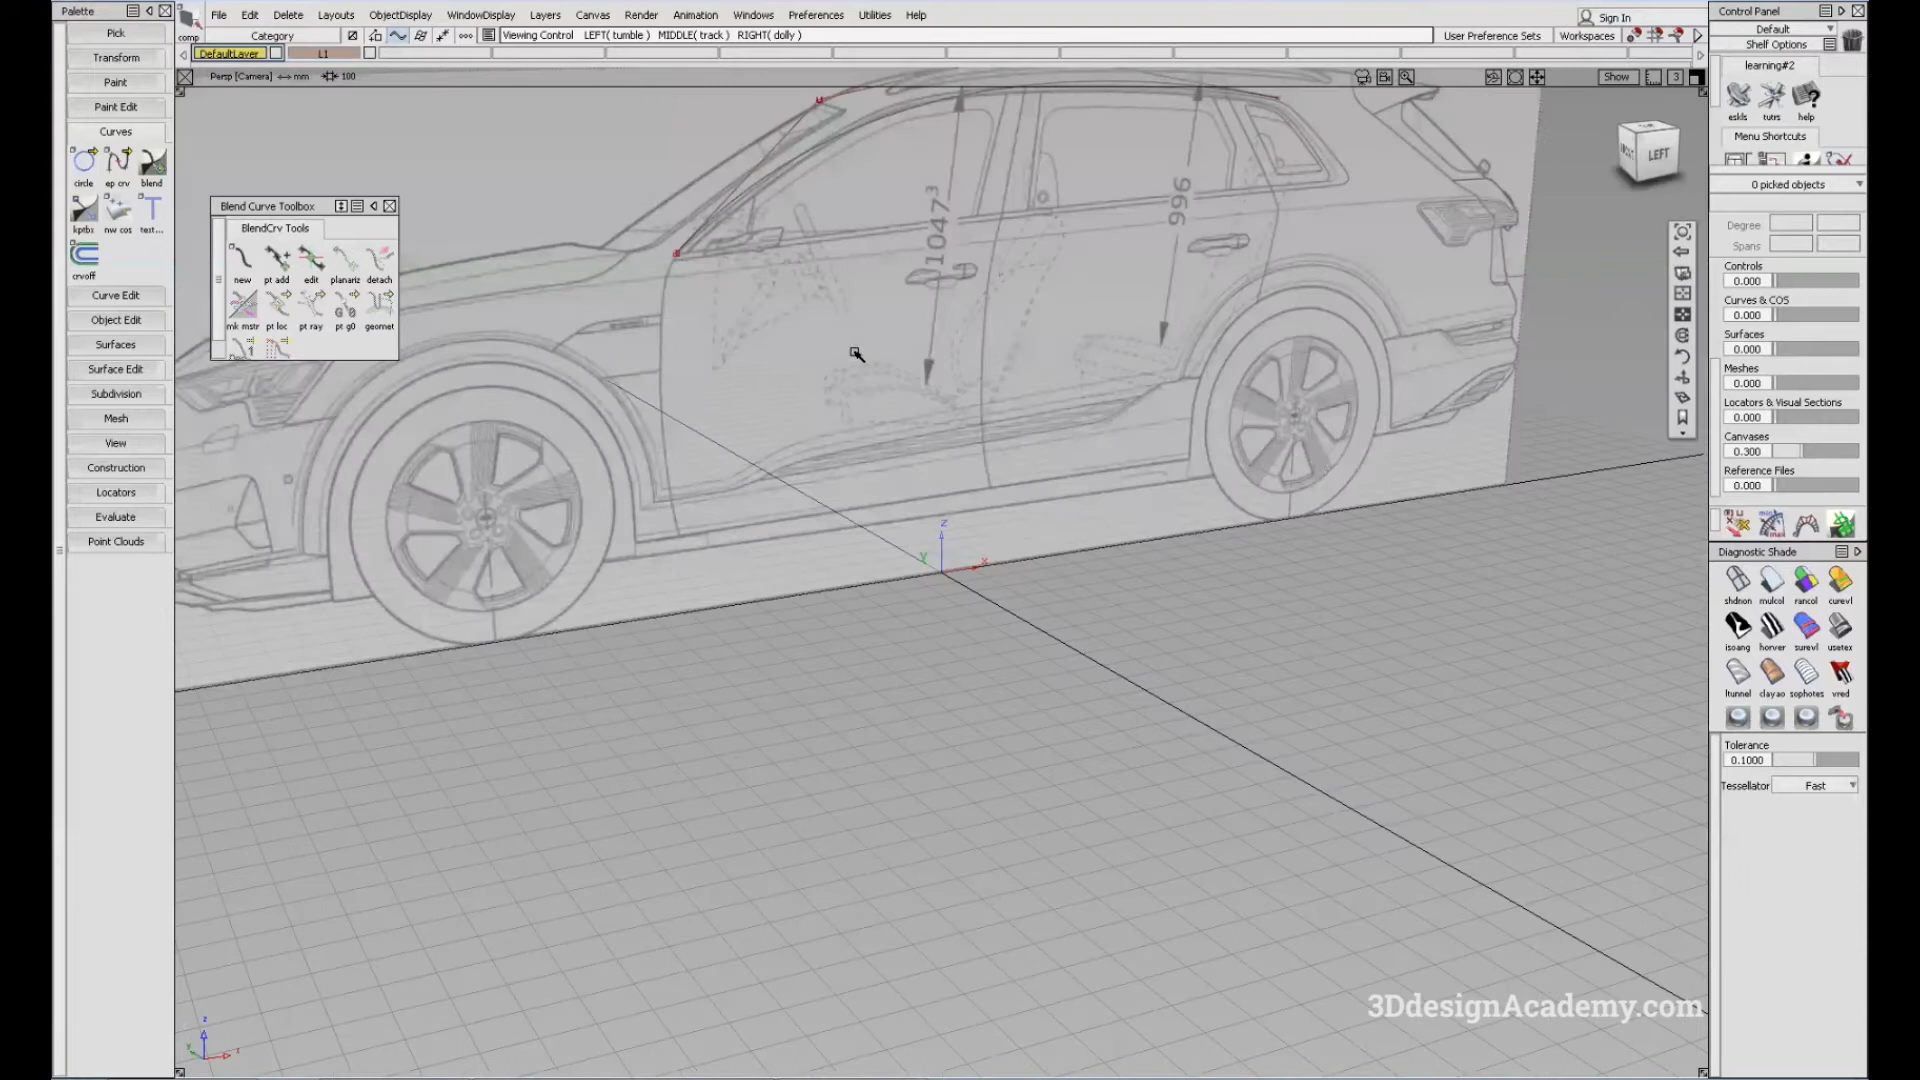 Palette
File Edit Delete Layouts ObjectDisplay WindowDisplay Layers Canvas Render Animation Windows Preferences Utilities Help
Sign In
Control Panel
comp
Category
Viewing Control LEFT( tumble ) MIDDLE( track ) RIGHT( dolly )
User Preference Sets
Workspaces
Default
DefaultLayer
L1
Shelf Options
Persp [Camera] mm 100
Show
3
learning#2
eskls tutrs help
Menu Shortcuts
0 picked objects
Degree
Spans
Controls
0.000
Curves & COS
0.000
Surfaces
0.000
Meshes
0.000
Locators & Visual Sections
0.000
Canvases
0.300
Reference Files
0.000
Diagnostic Shade
shdnon mulcol rancol curevl
isoang horver surevl usetex
ltunnel clayao sophotes vred
Tolerance
0.1000
Tessellator Fast
Pick
Transform
Paint
Paint Edit
Curves
circle ep crv blend
kptbx nw cos text...
crvoff
Curve Edit
Object Edit
Surfaces
Surface Edit
Subdivision
Mesh
View
Construction
Locators
Evaluate
Point Clouds
Blend Curve Toolbox
BlendCrv Tools
new pt add edit planariz detach
mk mstr pt loc pt ray pt g0 geomet
1047³
996
LEFT
z
y
x
z
y
3DdesignAcademy.com